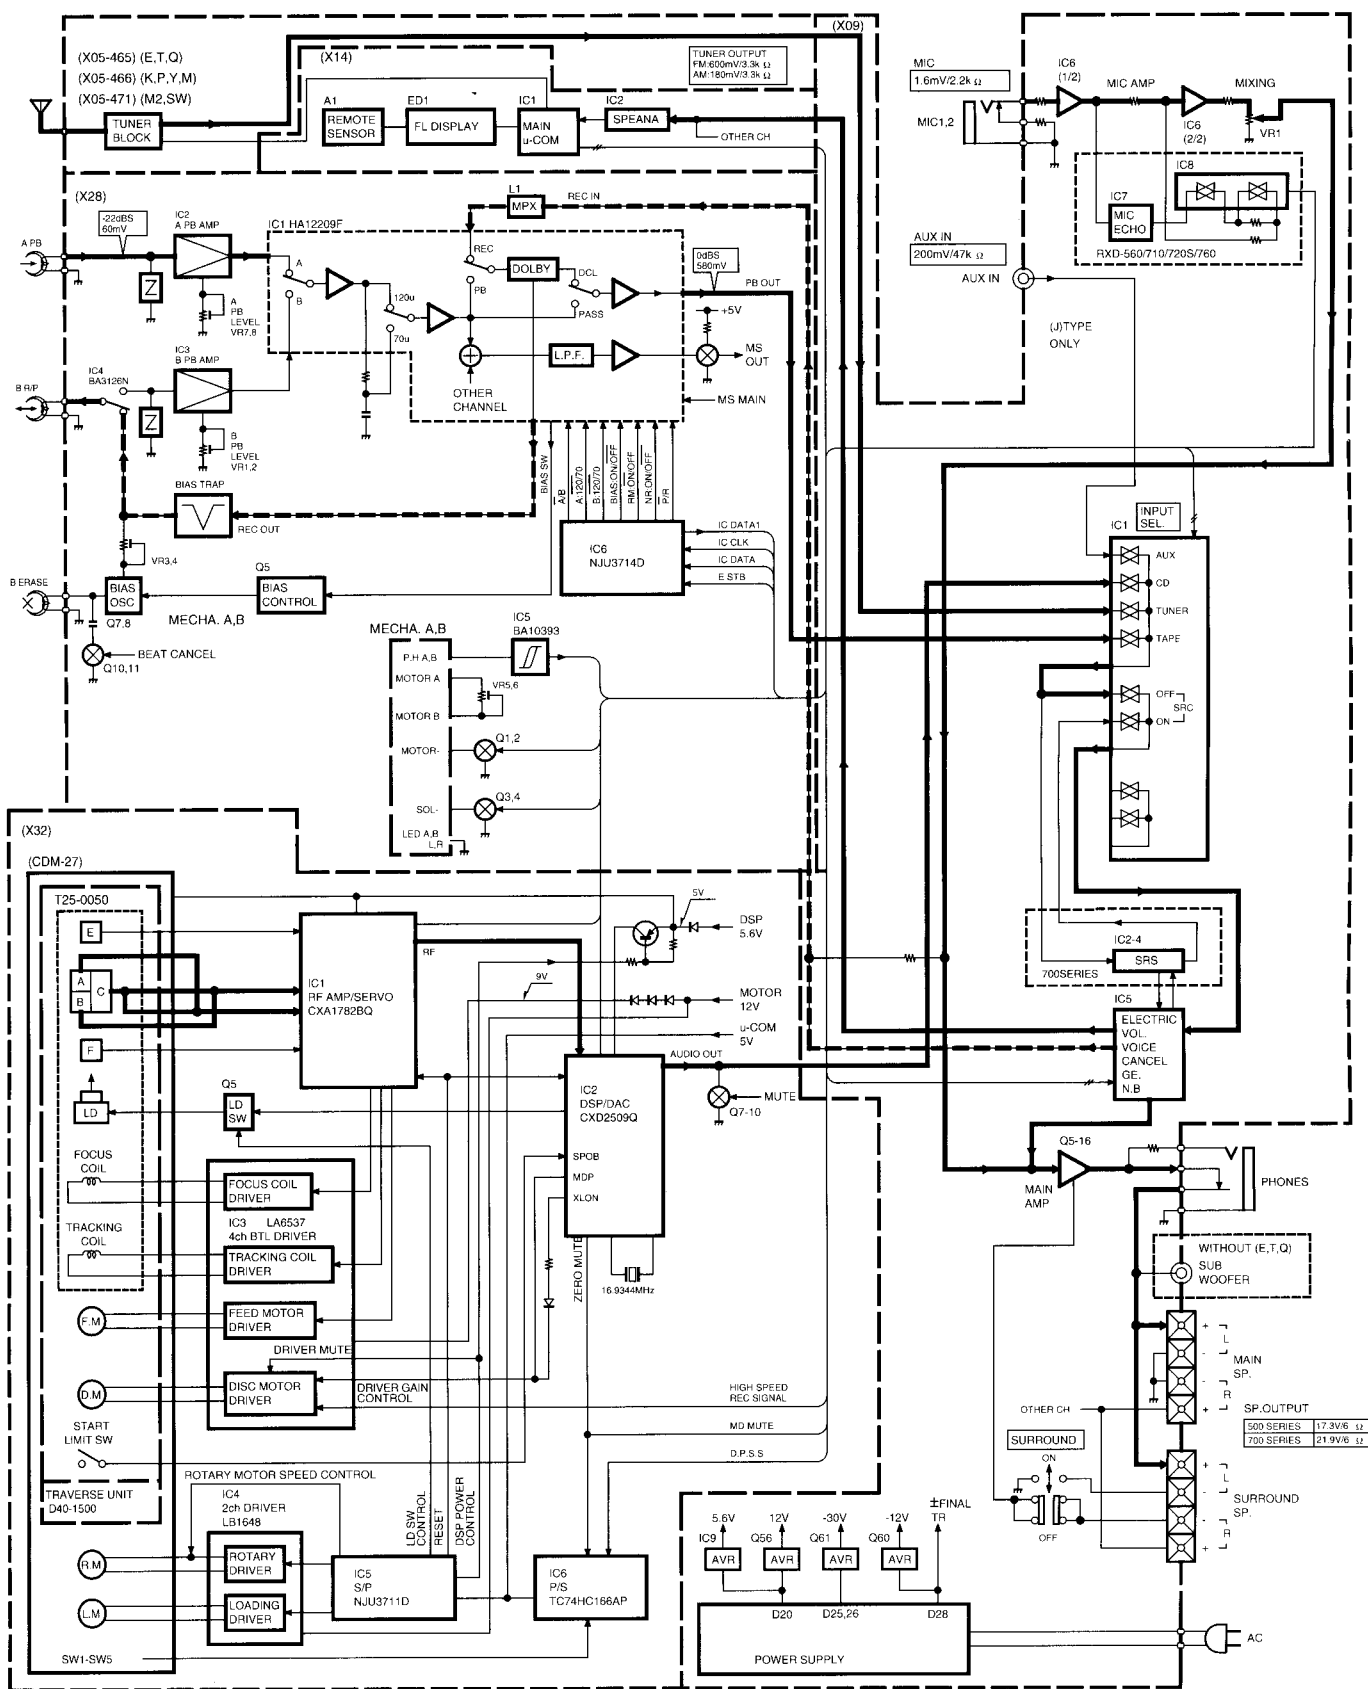 (X09)
(X05-465) (E,T,Q)
(X05-466) (K,P,Y,M)
(X05-471) (M2,SW)
(X14)
TUNER OUTPUT
FM:600mV/3.3k Ω
AM:180mV/3.3k Ω
TUNER
BLOCK
A1
REMOTE
SENSOR
ED1
FL DISPLAY
IC1
MAIN
u-COM
IC2
SPEANA
OTHER CH
MIC
1.6mV/2.2k Ω
MIC1,2
IC6
(1/2)
MIC AMP
IC6
(2/2)
MIXING
VR1
IC8
IC7
MIC
ECHO
RXD-560/710/720S/760
AUX IN
200mV/47k Ω
AUX IN
(J)TYPE
ONLY
(X28)
-22dBS
60mV
A PB
IC2
A PB AMP
Z
A
PB
LEVEL
VR7,8
IC1 HA12209F
A
B
120u
70u
L1
MPX
REC IN
REC
PB
DOLBY
DCL
PASS
0dBS
580mV
PB OUT
+5V
L.P.F.
MS
OUT
OTHER
CHANNEL
MS MAIN
IC4
BA3126N
B R/P
IC3
B PB AMP
Z
B
PB
LEVEL
VR1,2
BIAS TRAP
REC OUT
VR3,4
B ERASE
BIAS
OSC
Q7,8
Q5
BIAS
CONTROL
MECHA. A,B
BEAT CANCEL
Q10,11
BIAS SW
A/B
A:120/70
B:120/70
BIAS:ON/OFF
RM:ON/OFF
NR:ON/OFF
P/R
IC6
NJU3714D
IC DATA1
IC CLK
IC DATA
E STB
MECHA. A,B
P.H A,B
MOTOR A
MOTOR B
MOTOR-
SOL-
LED A,B
L,R
IC5
BA10393
VR5,6
Q1,2
Q3,4
IC1
INPUT
SEL.
AUX
CD
TUNER
TAPE
OFF
SRC
ON
IC2-4
SRS
700SERIES
IC5
ELECTRIC
VOL.
VOICE
CANCEL
GE.
N.B
(X32)
(CDM-27)
T25-0050
E
A
B
C
F
LD
FOCUS
COIL
TRACKING
COIL
F.M
D.M
START
LIMIT SW
TRAVERSE UNIT
D40-1500
R.M
L.M
SW1-SW5
IC1
RF AMP/SERVO
CXA1782BQ
RF
5V
DSP
5.6V
9V
MOTOR
12V
u-COM
5V
AUDIO OUT
MUTE
Q7-10
IC2
DSP/DAC
CXD2509Q
SPOB
MDP
XLON
16.9344MHz
ZERO MUTE
Q5
LD
SW
FOCUS COIL
DRIVER
IC3 LA6537
4ch BTL DRIVER
TRACKING COIL
DRIVER
FEED MOTOR
DRIVER
DRIVER MUTE
DISC MOTOR
DRIVER
DRIVER GAIN
CONTROL
HIGH SPEED
REC SIGNAL
MD MUTE
D.P.S.S
ROTARY MOTOR SPEED CONTROL
IC4
2ch DRIVER
LB1648
ROTARY
DRIVER
LOADING
DRIVER
LD SW
CONTROL
RESET
DSP POWER
CONTROL
IC5
S/P
NJU3711D
IC6
P/S
TC74HC166AP
Q5-16
MAIN
AMP
PHONES
WITHOUT (E,T,Q)
SUB
WOOFER
+
L
-
-
R
+
MAIN
SP.
OTHER CH
SP.OUTPUT
500 SERIES 17.3V/6 Ω
700 SERIES 21.9V/6 Ω
SURROUND
ON
OFF
+
L
-
-
R
+
SURROUND
SP.
5.6V
12V
-30V
-12V
±FINAL
TR
IC9
AVR
Q56
AVR
Q61
AVR
Q60
AVR
D20
D25,26
D28
POWER SUPPLY
AC